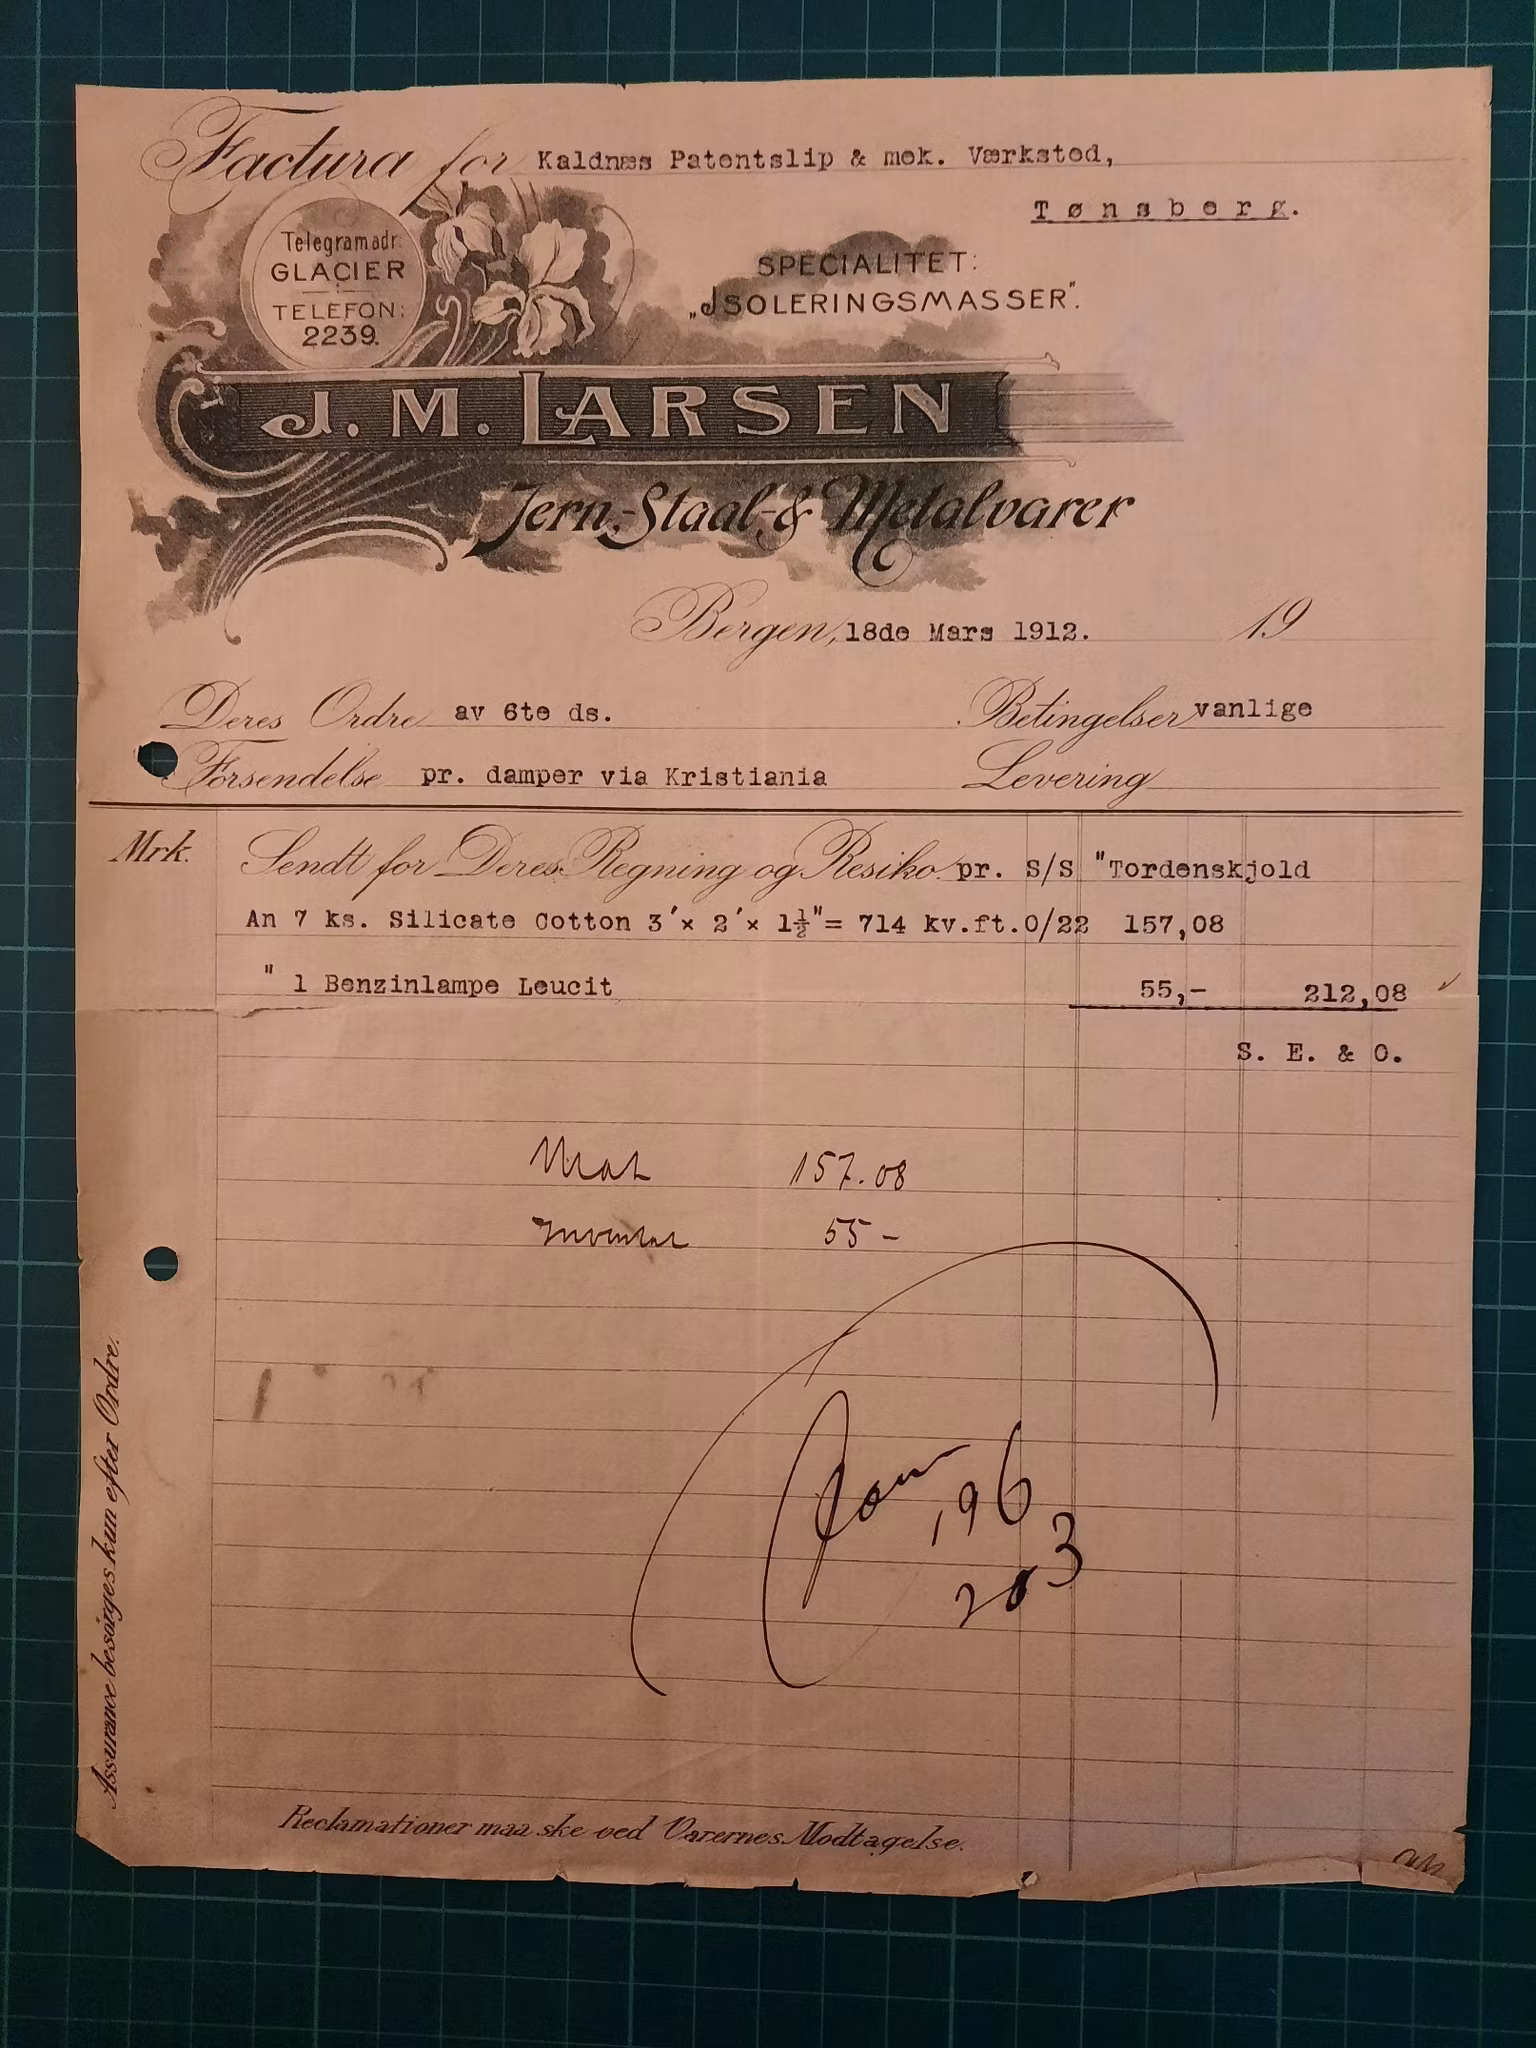 Factura for Kaldnæs Patentslip & mek. Værksted,
Tønsberg.
Telegramadr.
GLACIER
TELEFON:
2239.
SPECIALITET:
„JSOLERINGSMASSER".
J. M. LARSEN
Jern,- Staal- & Metalvarer
Bergen, 18de Mars 1912. 19
Deres Ordre av 6te ds. Betingelser vanlige
Forsendelse pr. damper via Kristiania Levering
Mrk. Sendt for Deres Regning og Resiko pr. S/S "Tordenskjold
An 7 ks. Silicate Cotton 3´× 2´× 1½"= 714 kv.ft.0/22 157,08
" 1 Benzinlampe Leucit 55,- 212,08
S. E. & O.
Mat 157.08
Inventar 55 -
196
3
Assurance besørges kun efter Ordre.
Reclamationer maa ske ved Varernes Modtagelse.